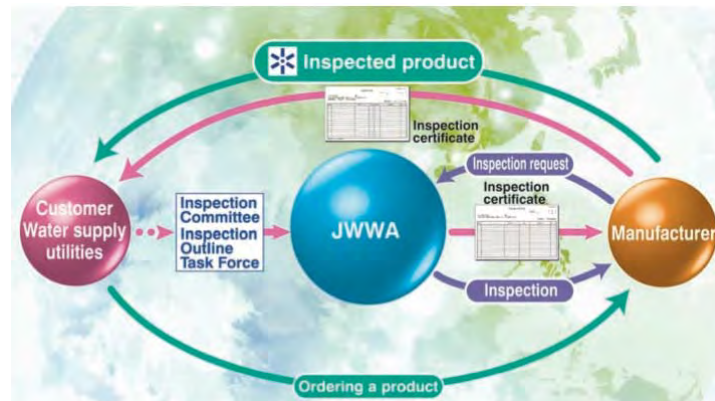 Inspected product
Inspection
certificate
Inspection request
Inspection
certificate
Customer
Water supply
utilities
Inspection
Committee
Inspection
Outline
Task Force
JWWA
Manufacturer
Inspection
Ordering a product